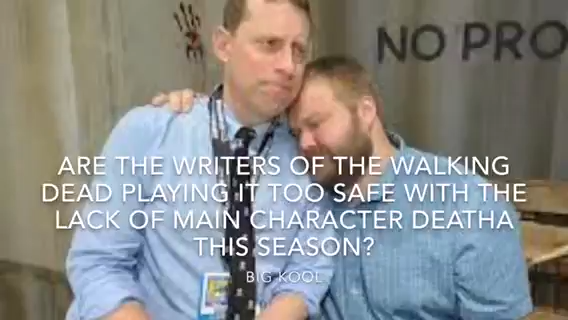 NO PRO
ARE THE WRITERS OF THE WALKING
DEAD PLAYING IT TOO SAFE WITH THE
LACK OF MAIN CHARACTER DEATHA
THIS SEASON?
BIG KOOL